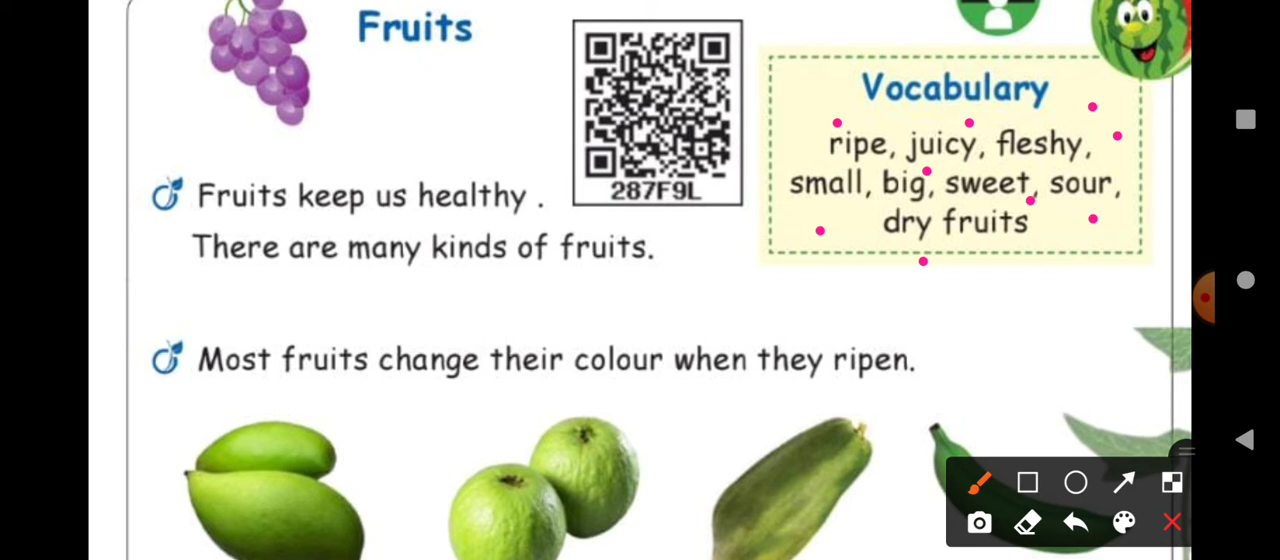 Fruits
287F9L
Vocabulary
ripe, juicy, fleshy,
small, big, sweet, sour,
dry fruits
Fruits keep us healthy .
There are many kinds of fruits.
Most fruits change their colour when they ripen.